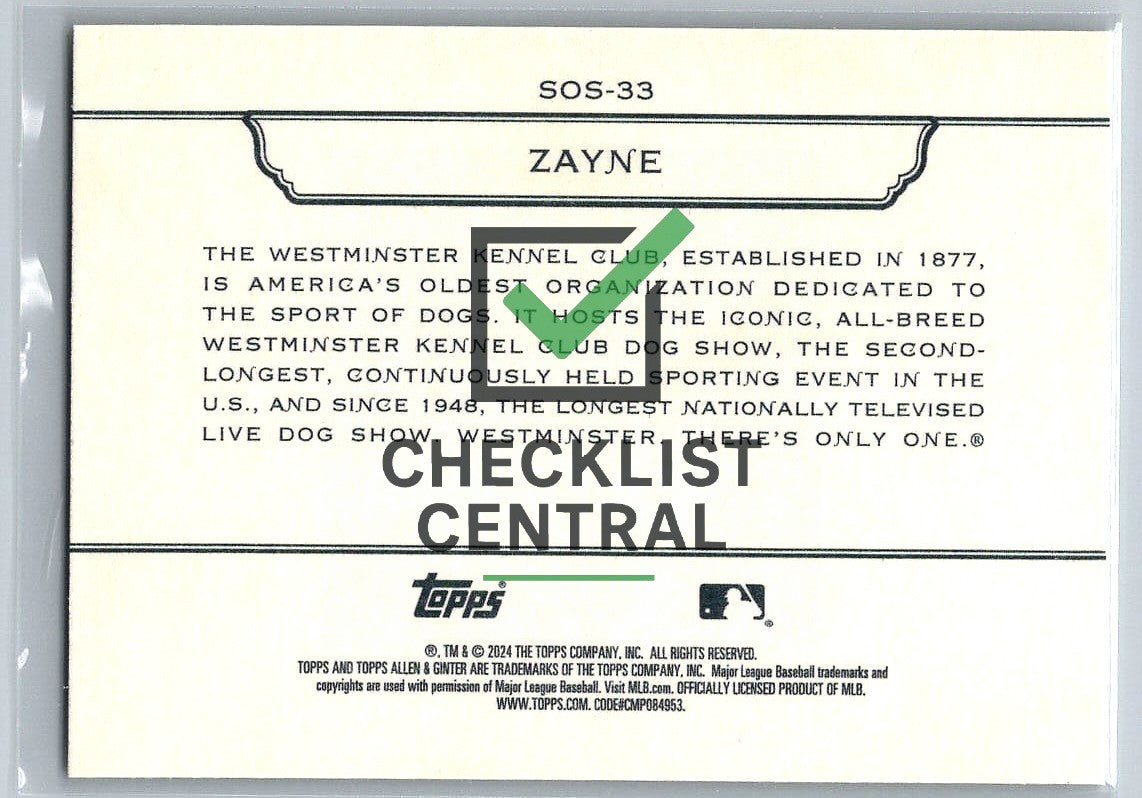 SOS-33
ZAYNE
THE WESTMINSTER KENNEL CLUB, ESTABLISHED IN 1877,
IS AMERICA'S OLDEST ORGANIZATION DEDICATED TO
THE SPORT OF DOGS. IT HOSTS THE ICONIC, ALL-BREED
WESTMINSTER KENNEL CLUB DOG SHOW, THE SECOND-
LONGEST, CONTINUOUSLY HELD SPORTING EVENT IN THE
U.S., AND SINCE 1948, THE LONGEST NATIONALLY TELEVISED
LIVE DOG SHOW. WESTMINSTER. THERE'S ONLY ONE.®
CHECKLIST
CENTRAL
topps®
®
®, TM & © 2024 THE TOPPS COMPANY, INC. ALL RIGHTS RESERVED.
TOPPS AND TOPPS ALLEN & GINTER ARE TRADEMARKS OF THE TOPPS COMPANY, INC. Major League Baseball trademarks and
copyrights are used with permission of Major League Baseball. Visit MLB.com. OFFICIALLY LICENSED PRODUCT OF MLB.
WWW.TOPPS.COM. CODE#CMP084953.